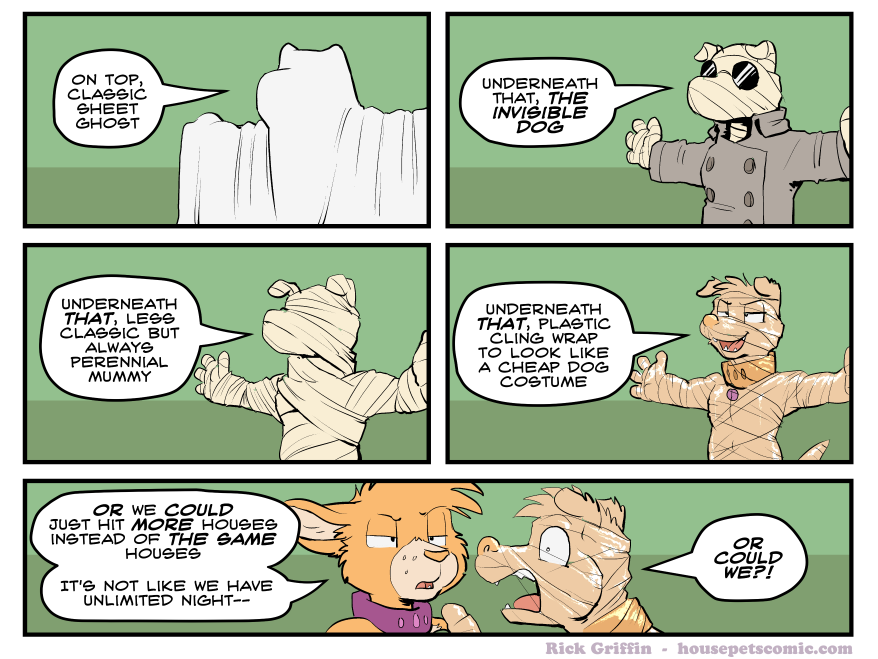 ON TOP,
CLASSIC
SHEET
GHOST
UNDERNEATH
THAT, THE
INVISIBLE
DOG
UNDERNEATH
THAT, LESS
CLASSIC BUT
ALWAYS
PERENNIAL
MUMMY
UNDERNEATH
THAT, PLASTIC
CLING WRAP
TO LOOK LIKE
A CHEAP DOG
COSTUME
OR WE COULD
JUST HIT MORE HOUSES
INSTEAD OF THE SAME
HOUSES
IT'S NOT LIKE WE HAVE
UNLIMITED NIGHT--
OR
COULD
WE?!
Rick Griffin - housepetscomic.com